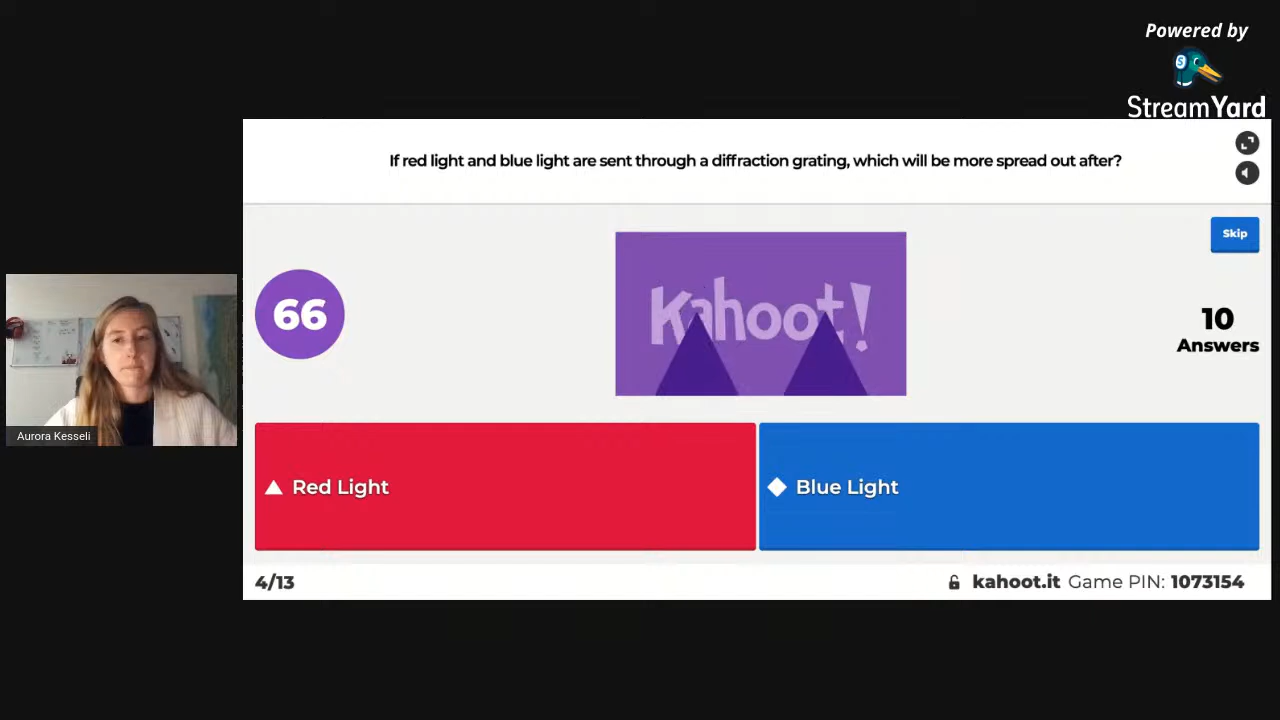 Powered by
StreamYard
If red light and blue light are sent through a diffraction grating, which will be more spread out after?
Skip
66
Kahoot!
10
Answers
Aurora Kesseli
Red Light
Blue Light
4/13
kahoot.it Game PIN: 1073154